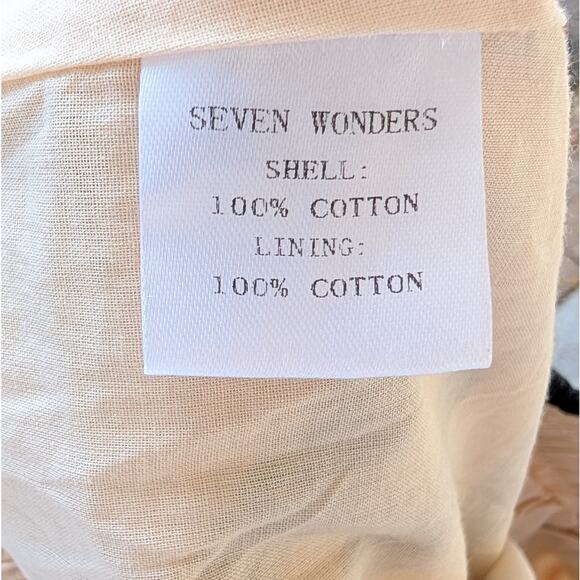 SEVEN WONDERS
SHELL:
100% COTTON
LINING:
100% COTTON